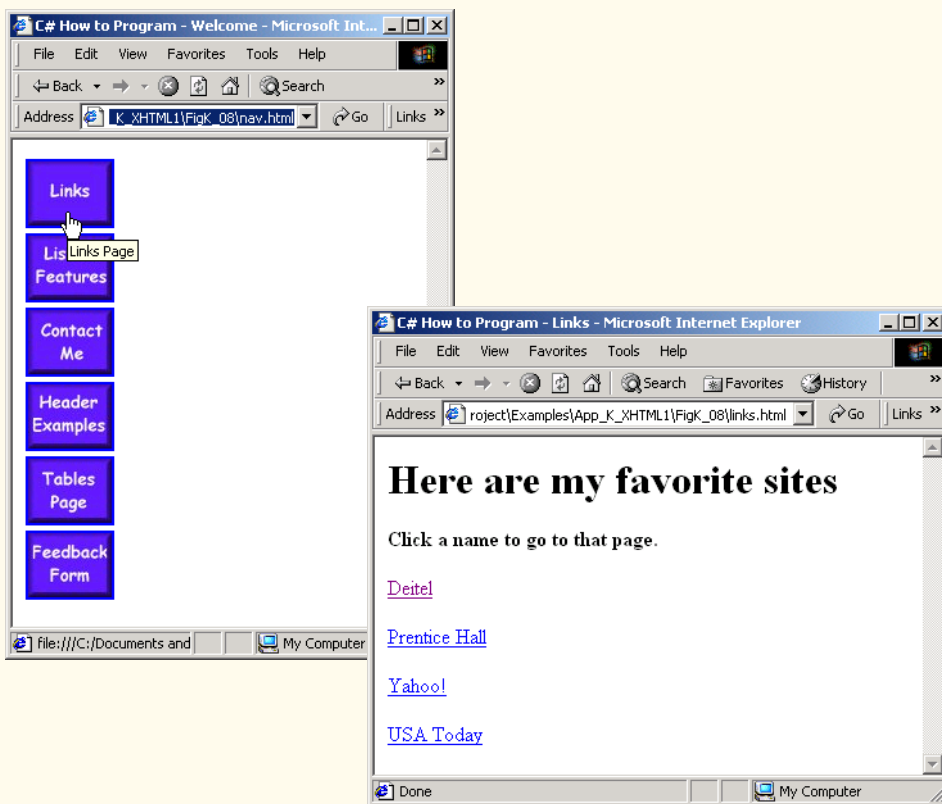 C# How to Program - Welcome - Microsoft Int...
File Edit View Favorites Tools Help
Back Search »
Address K_XHTML1\FigK_08\nav.html Go Links »
Links
Links Page
Features
Contact
Me
Header
Examples
Tables
Page
Feedback
Form
file:///C:/Documents and My Computer
C# How to Program - Links - Microsoft Internet Explorer
File Edit View Favorites Tools Help
Back Search Favorites History »
Address roject\Examples\App_K_XHTML1\FigK_08\links.html Go Links »
Here are my favorite sites
Click a name to go to that page.
Deitel
Prentice Hall
Yahoo!
USA Today
Done My Computer